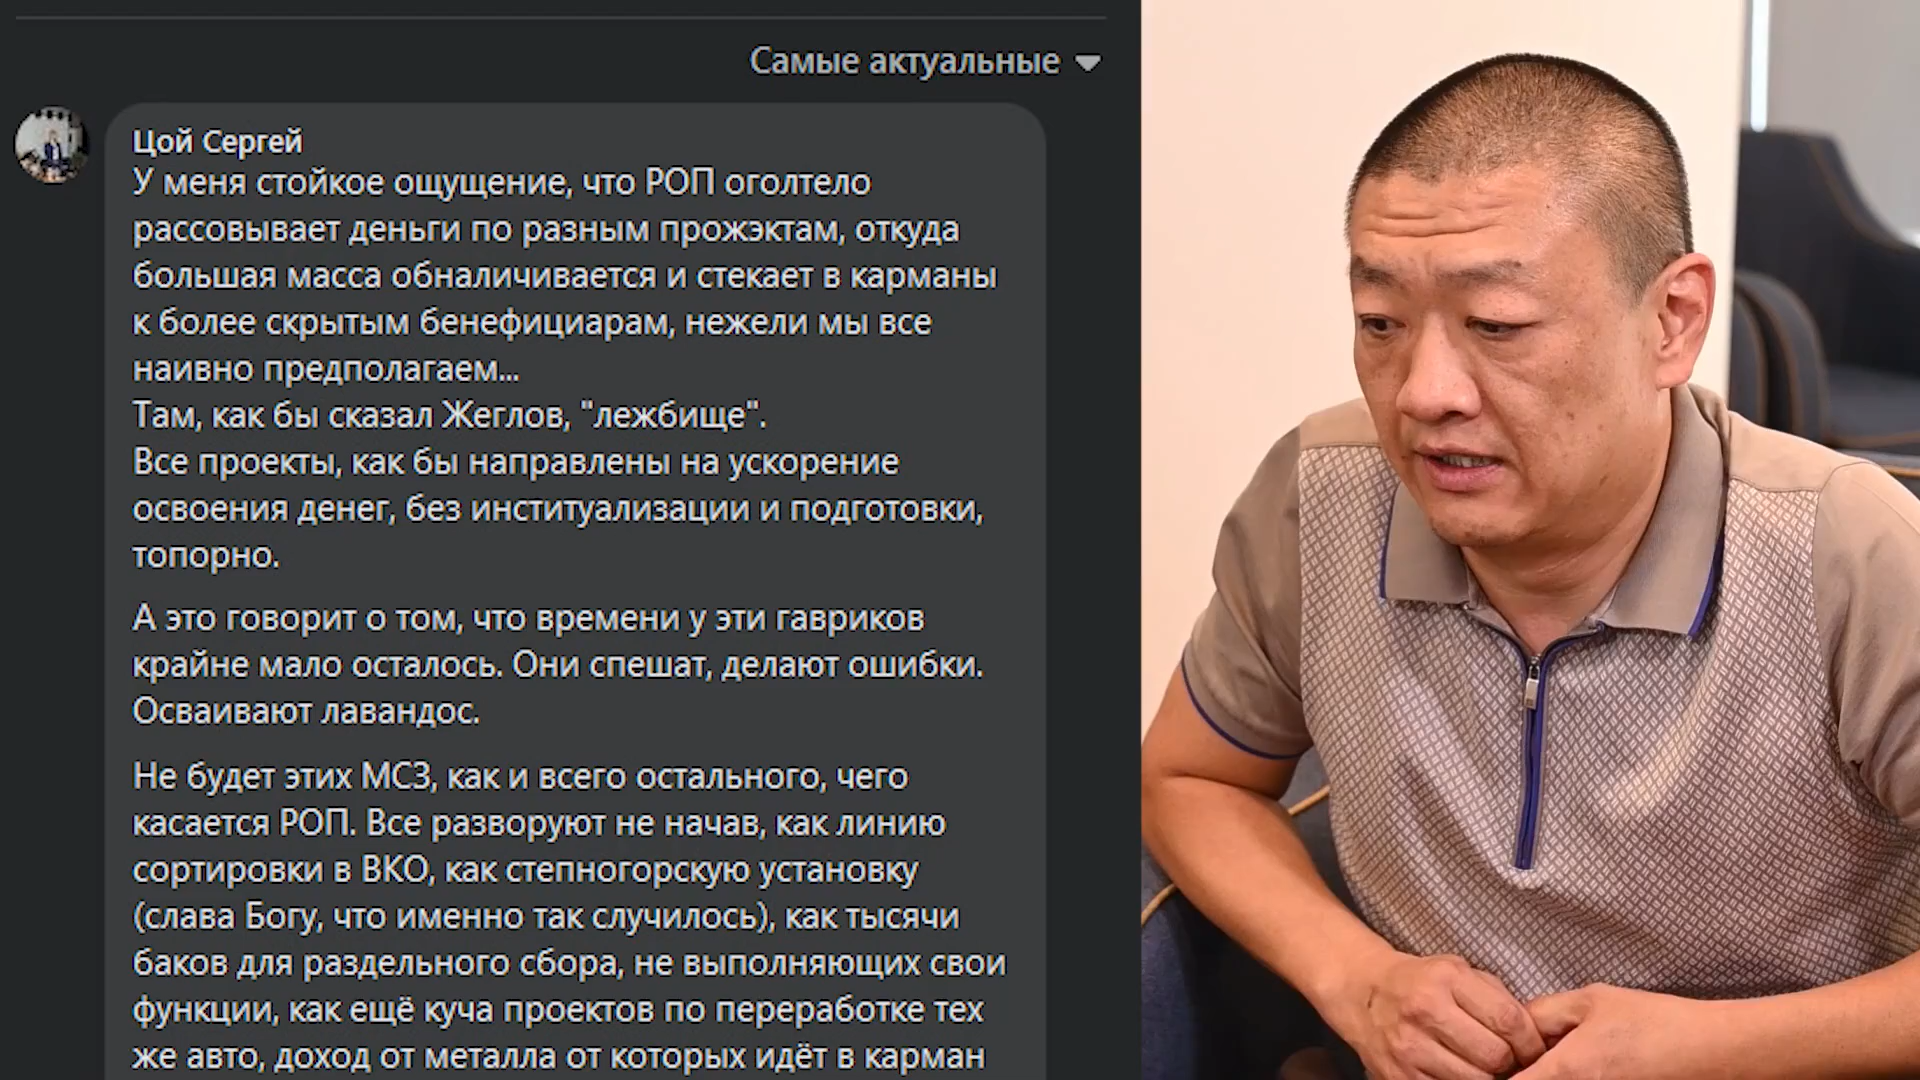 Самые актуальные
Цой Сергей
У меня стойкое ощущение, что РОП оголтело
рассовывает деньги по разным прожэктам, откуда
большая масса обналичивается и стекает в карманы
к более скрытым бенефициарам, нежели мы все
наивно предполагаем...
Там, как бы сказал Жеглов, "лежбище".
Все проекты, как бы направлены на ускорение
освоения денег, без институализации и подготовки,
топорно.
А это говорит о том, что времени у эти гавриков
крайне мало осталось. Они спешат, делают ошибки.
Осваивают лавандос.
Не будет этих МСЗ, как и всего остального, чего
касается РОП. Все разворуют не начав, как линию
сортировки в ВКО, как степногорскую установку
(слава Богу, что именно так случилось), как тысячи
баков для раздельного сбора, не выполняющих свои
функции, как ещё куча проектов по переработке тех
же авто, доход от металла от которых идёт в карман